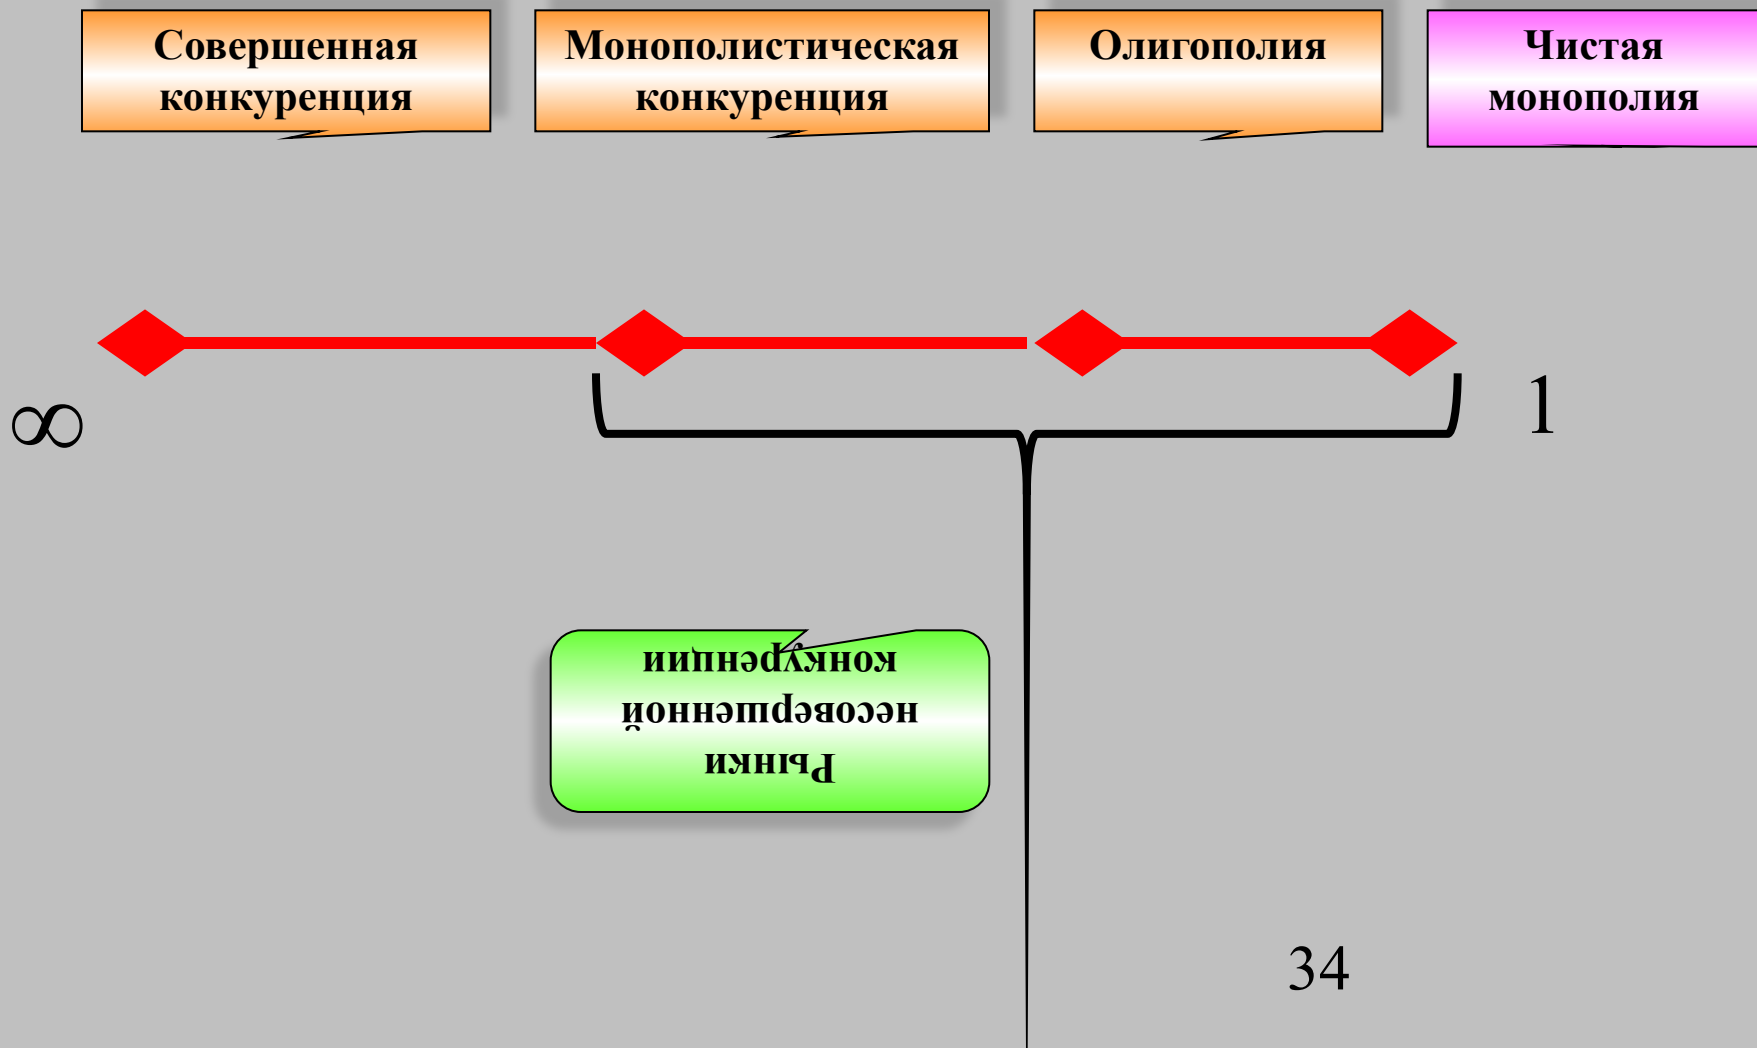 Совершенная
конкуренция
Монополистическая
конкуренция
Олигополия
Чистая
монополия
∞
1
Рынки
несовершенной
конкуренции
34